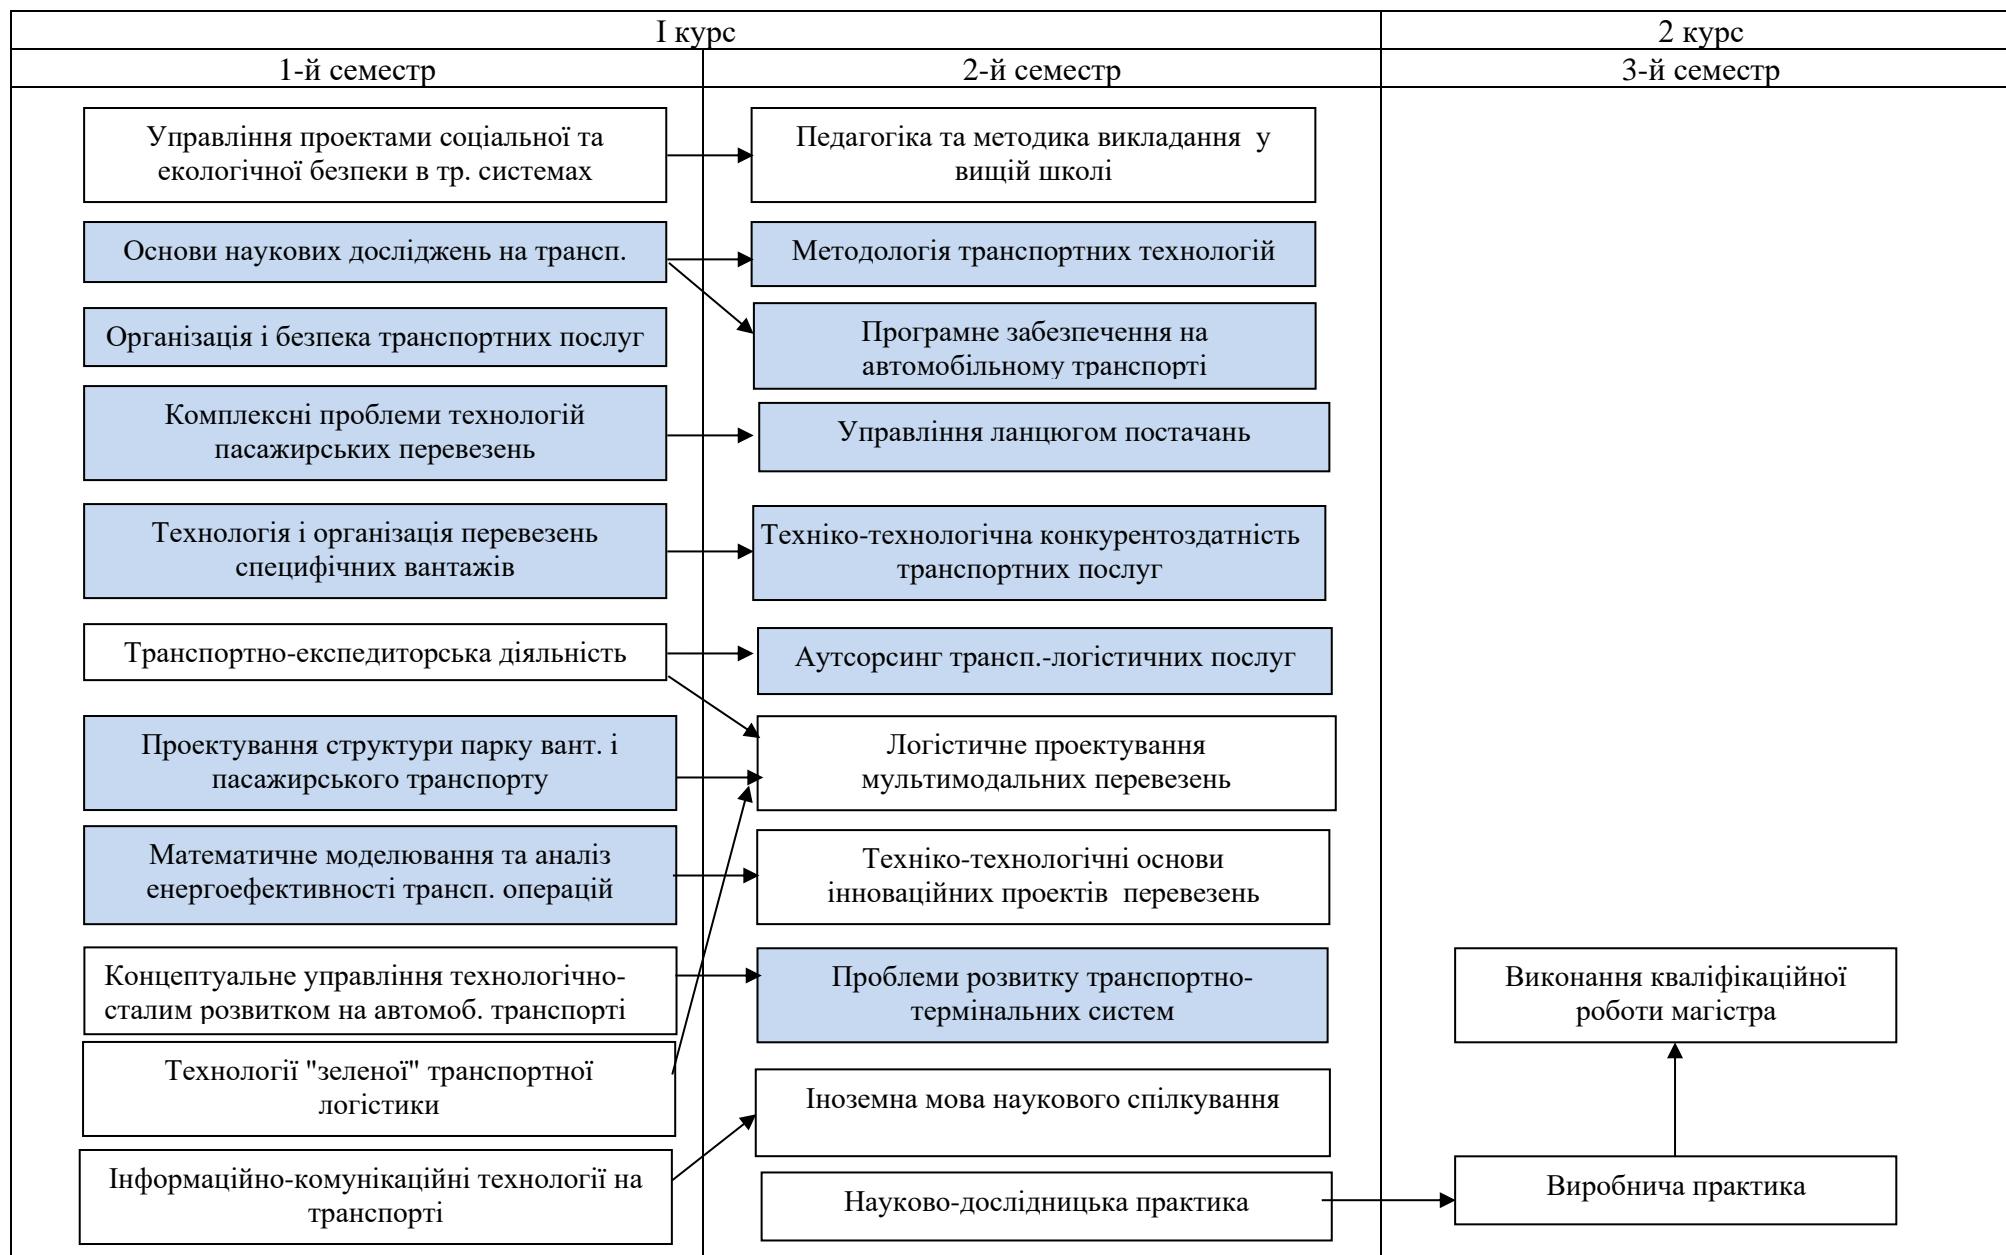 І курс
2 курс
1-й семестр
2-й семестр
3-й семестр
Управління проектами соціальної та
екологічної безпеки в тр. системах
Педагогіка та методика викладання у
вищій школі
Основи наукових досліджень на трансп.
Методологія транспортних технологій
Організація і безпека транспортних послуг
Програмне забезпечення на
автомобільному транспорті
Комплексні проблеми технологій
пасажирських перевезень
Управління ланцюгом постачань
Технологія і організація перевезень
специфічних вантажів
Техніко-технологічна конкурентоздатність
транспортних послуг
Транспортно-експедиторська діяльність
Аутсорсинг трансп.-логістичних послуг
Проектування структури парку вант. і
пасажирського транспорту
Логістичне проектування
мультимодальних перевезень
Математичне моделювання та аналіз
енергоефективності трансп. операцій
Техніко-технологічні основи
інноваційних проектів перевезень
Концептуальне управління технологічно-
сталим розвитком на автомоб. транспорті
Проблеми розвитку транспортно-
термінальних систем
Виконання кваліфікаційної
роботи магістра
Технології "зеленої" транспортної
логістики
Іноземна мова наукового спілкування
Інформаційно-комунікаційні технології на
транспорті
Науково-дослідницька практика
Виробнича практика